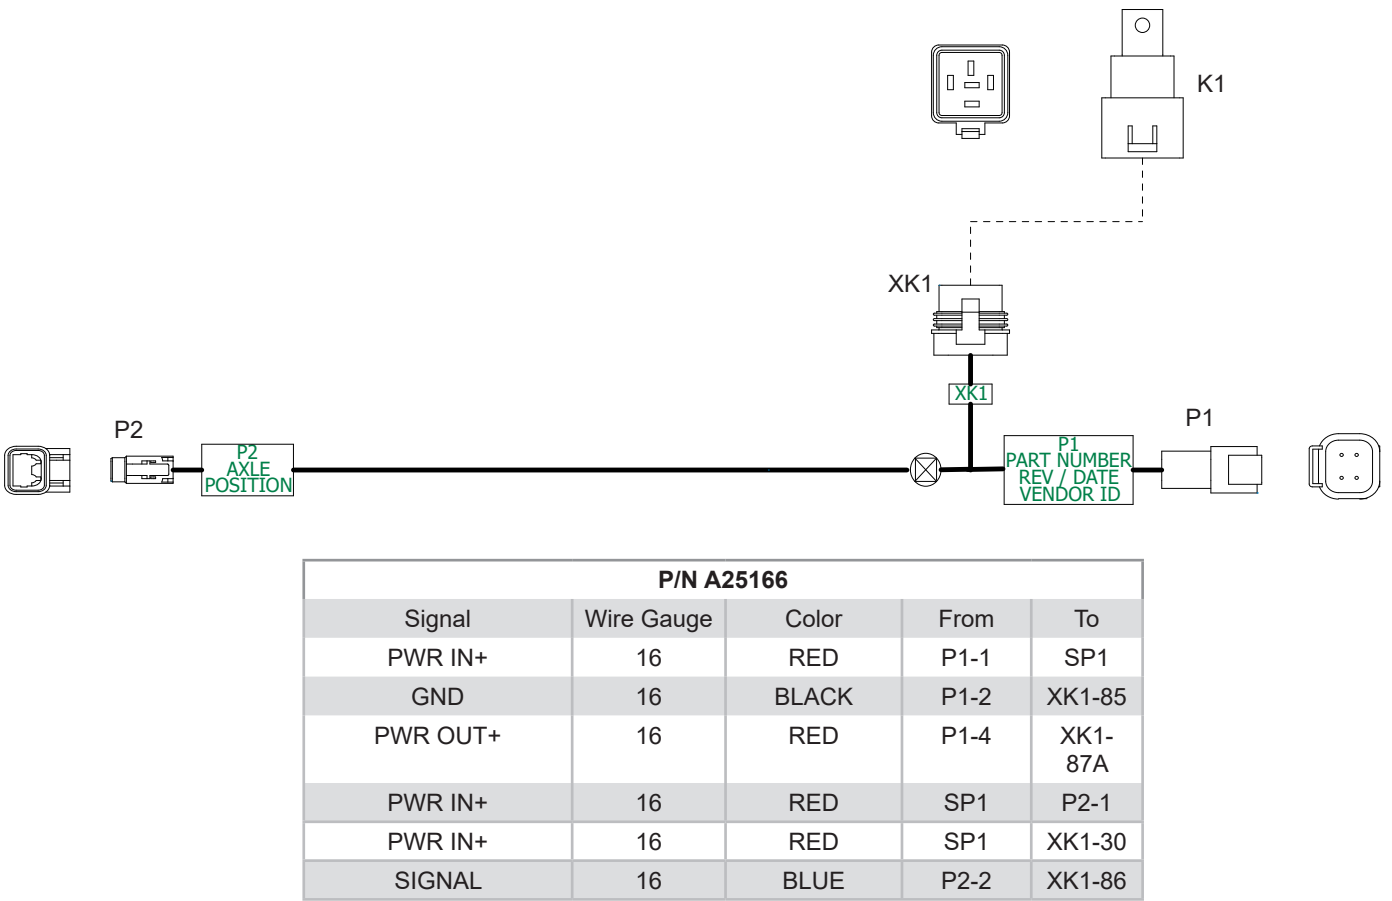 K1
XK1
XK1
P2
P1
P2
AXLE
POSITION
P1
PART NUMBER
REV / DATE
VENDOR ID
P/N A25166
Signal Wire Gauge Color From To
PWR IN+ 16 RED P1-1 SP1
GND 16 BLACK P1-2 XK1-85
PWR OUT+ 16 RED P1-4 XK1-
87A
PWR IN+ 16 RED SP1 P2-1
PWR IN+ 16 RED SP1 XK1-30
SIGNAL 16 BLUE P2-2 XK1-86